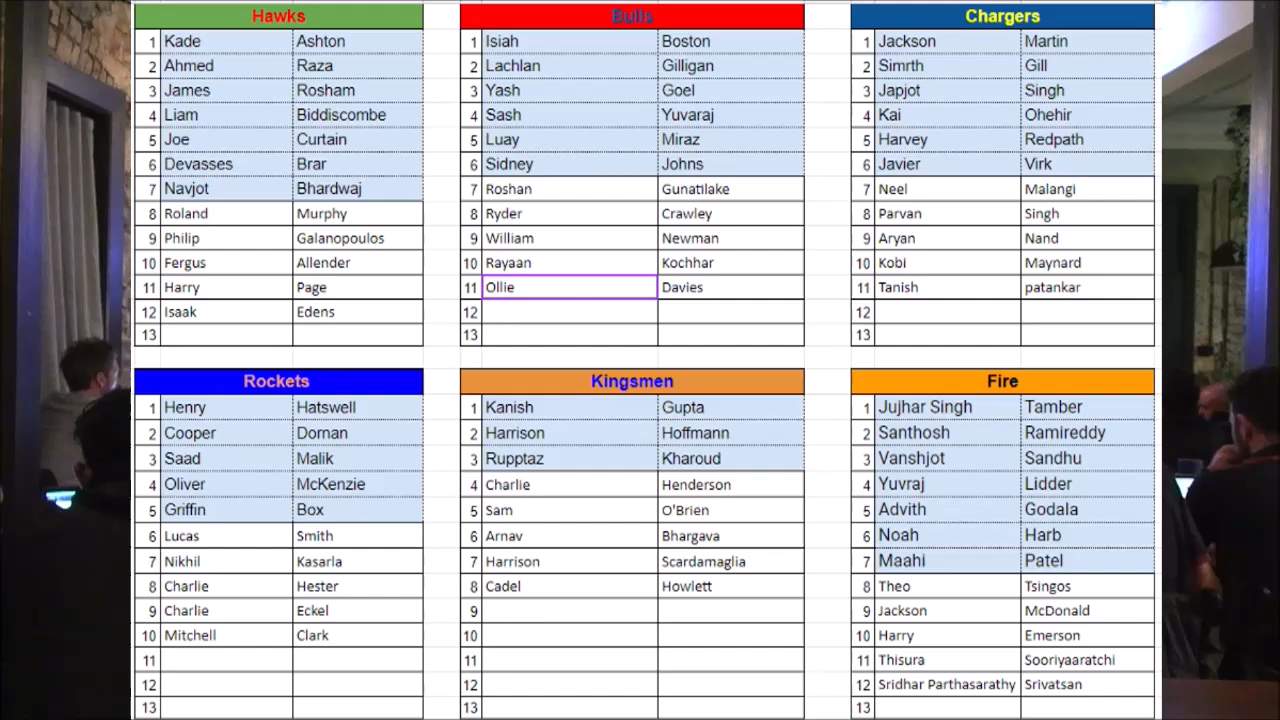 Hawks
1 Kade Ashton
2 Ahmed Raza
3 James Rosham
4 Liam Biddiscombe
5 Joe Curtain
6 Devasses Brar
7 Navjot Bhardwaj
8 Roland Murphy
9 Philip Galanopoulos
10 Fergus Allender
11 Harry Page
12 Isaak Edens
13
Bulls
1 Isiah Boston
2 Lachlan Gilligan
3 Yash Goel
4 Sash Yuvaraj
5 Luay Miraz
6 Sidney Johns
7 Roshan Gunatilake
8 Ryder Crawley
9 William Newman
10 Rayaan Kochhar
11 Ollie Davies
12
13
Chargers
1 Jackson Martin
2 Simrth Gill
3 Japjot Singh
4 Kai Ohehir
5 Harvey Redpath
6 Javier Virk
7 Neel Malangi
8 Parvan Singh
9 Aryan Nand
10 Kobi Maynard
11 Tanish patankar
12
13
Rockets
1 Henry Hatswell
2 Cooper Dornan
3 Saad Malik
4 Oliver McKenzie
5 Griffin Box
6 Lucas Smith
7 Nikhil Kasarla
8 Charlie Hester
9 Charlie Eckel
10 Mitchell Clark
11
12
13
Kingsmen
1 Kanish Gupta
2 Harrison Hoffmann
3 Rupptaz Kharoud
4 Charlie Henderson
5 Sam O'Brien
6 Arnav Bhargava
7 Harrison Scardamaglia
8 Cadel Howlett
9
10
11
12
13
Fire
1 Jujhar Singh Tamber
2 Santhosh Ramireddy
3 Vanshjot Sandhu
4 Yuvraj Lidder
5 Advith Godala
6 Noah Harb
7 Maahi Patel
8 Theo Tsingos
9 Jackson McDonald
10 Harry Emerson
11 Thisura Sooriyaaratchi
12 Sridhar Parthasarathy Srivatsan
13